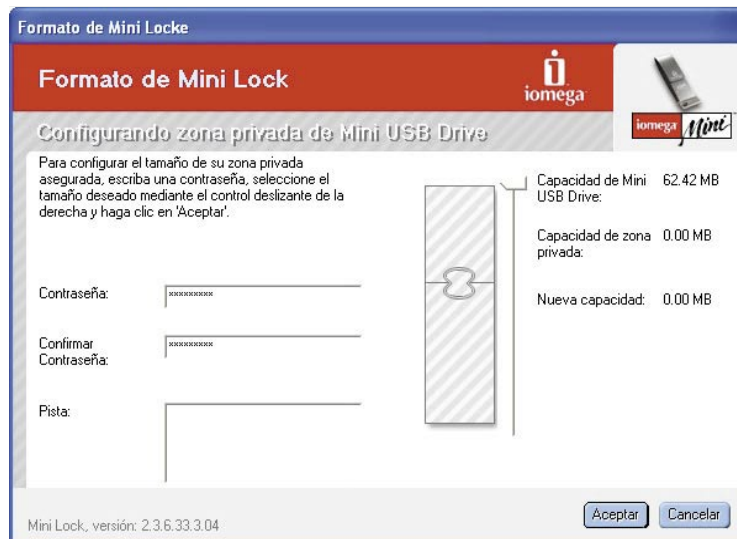 Formato de Mini Locke
Formato de Mini Lock
iomega
iomega Mini
Configurando zona privada de Mini USB Drive
Para configurar el tamaño de su zona privada
asegurada, escriba una contraseña, seleccione el
tamaño deseado mediante el control deslizante de la
derecha y haga clic en 'Aceptar'.
Capacidad de Mini 62.42 MB
USB Drive:
Capacidad de zona 0.00 MB
privada:
Nueva capacidad: 0.00 MB
Contraseña: ×××××××××
Confirmar ×××××××××
Contraseña:
Pista:
Mini Lock, versión: 2.3.6.33.3.04
Aceptar Cancelar